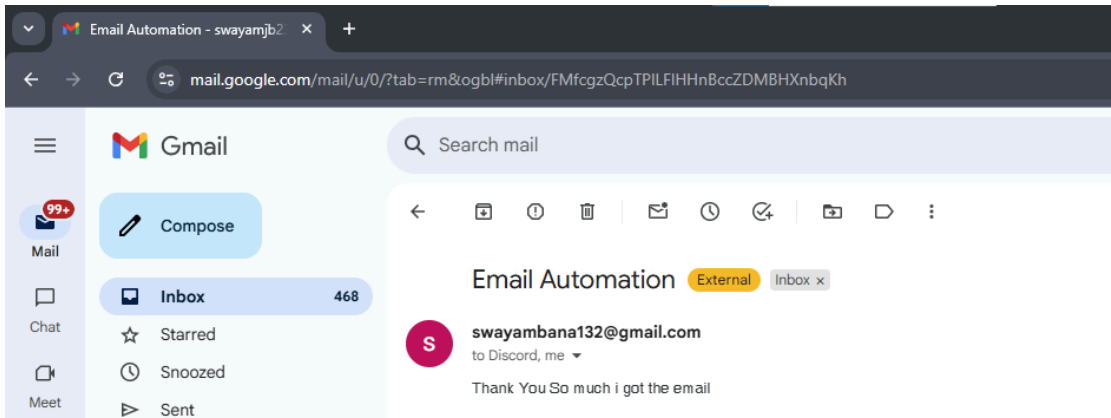 Email Automation - swayamjb2
mail.google.com/mail/u/0/?tab=rm&ogbl#inbox/FMfcgzQcpTPILFlHHnBccZDMBHXnbqKh
Gmail
Search mail
99+
Mail
Compose
Inbox 468
Starred
Snoozed
Sent
Chat
Meet
Email Automation External Inbox ×
S
swayambana132@gmail.com
to Discord, me
Thank You So much i got the email